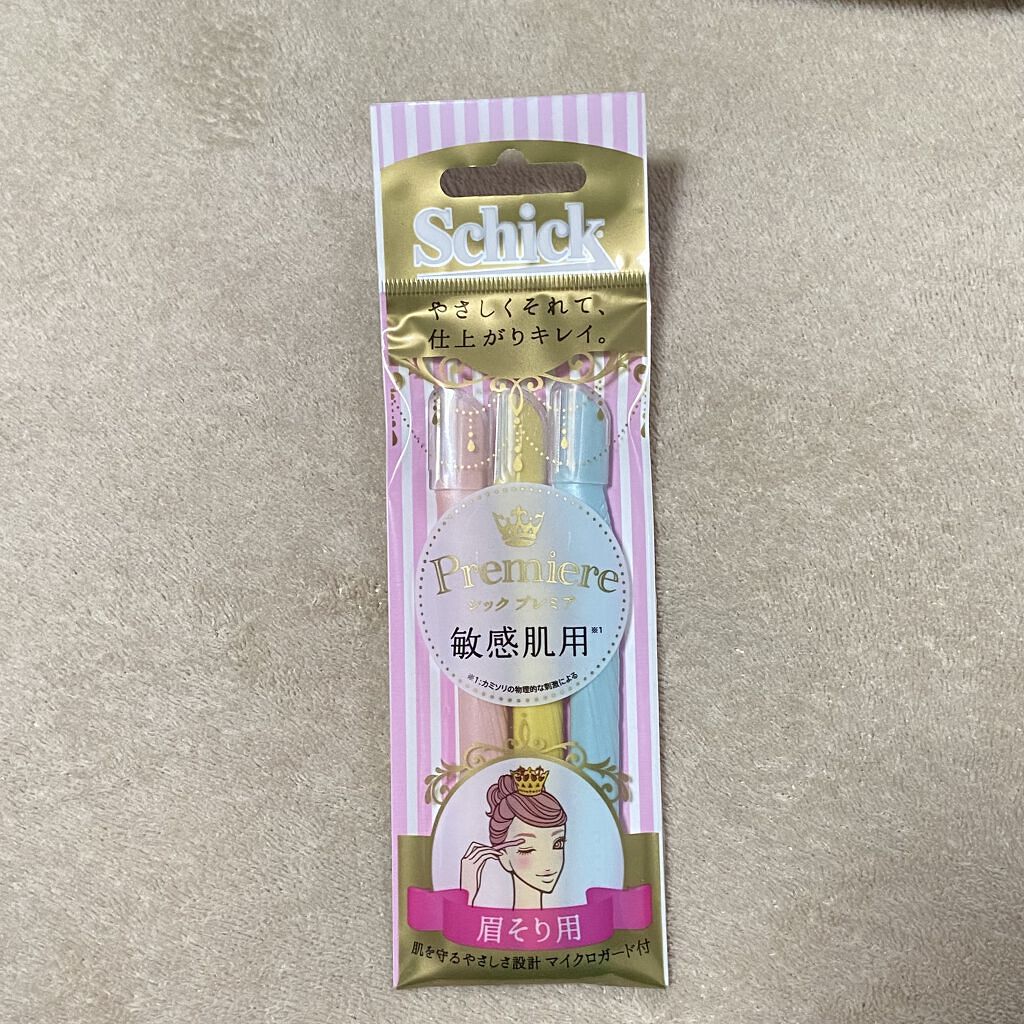 Schick
やさしくそれて、
仕上がりキレイ。
Premiere
シック プレミア
敏感肌用※1
※1:カミソリの物理的な刺激による
眉そり用
肌を守るやさしさ設計 マイクロガード付